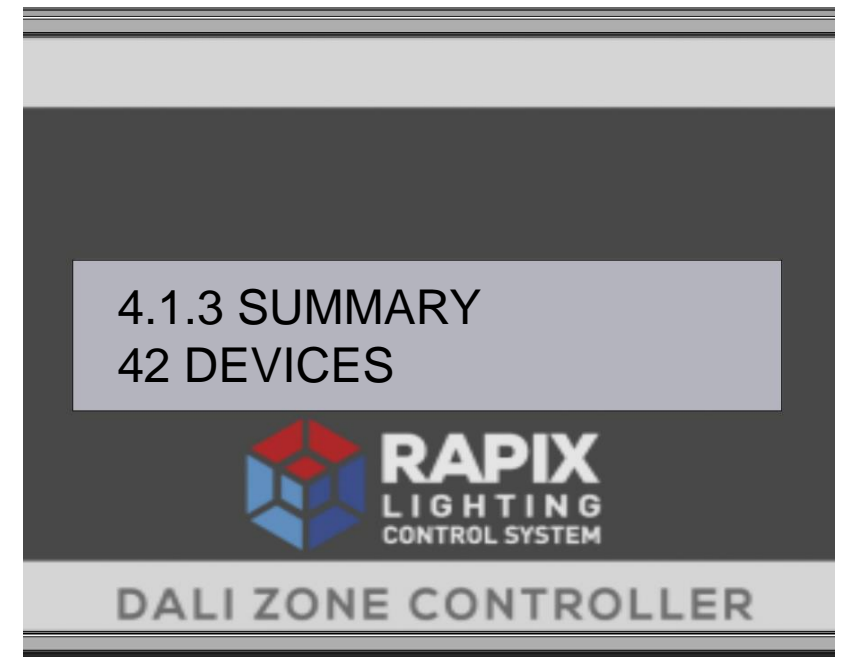 4.1.3 SUMMARY
42 DEVICES
RAPIX
LIGHTING
CONTROL SYSTEM
DALI ZONE CONTROLLER